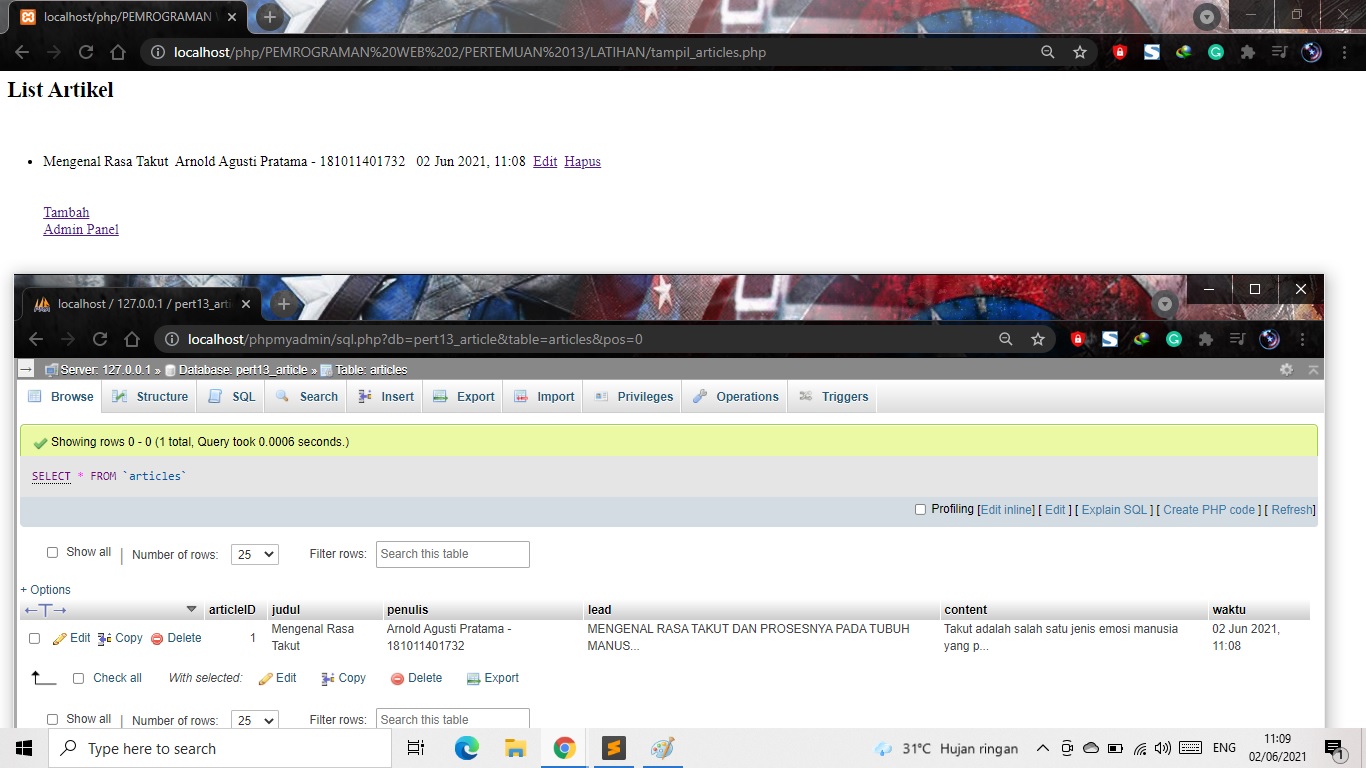 localhost/php/PEMROGRAMAN W
localhost/php/PEMROGRAMAN%20WEB%202/PERTEMUAN%2013/LATIHAN/tampil_articles.php
List Artikel
Mengenal Rasa Takut Arnold Agusti Pratama - 181011401732 02 Jun 2021, 11:08 Edit Hapus
Tambah
Admin Panel
localhost / 127.0.0.1 / pert13_arti
localhost/phpmyadmin/sql.php?db=pert13_article&table=articles&pos=0
Server: 127.0.0.1 » Database: pert13_article » Table: articles
Browse Structure SQL Search Insert Export Import Privileges Operations Triggers
Showing rows 0 - 0 (1 total, Query took 0.0006 seconds.)
SELECT * FROM `articles`
Profiling [Edit inline] [ Edit ] [ Explain SQL ] [ Create PHP code ] [ Refresh]
Show all | Number of rows: 25 Filter rows: Search this table
+ Options
←T→ articleID judul penulis lead content waktu
Edit Copy Delete 1 Mengenal Rasa Takut Arnold Agusti Pratama - 181011401732 MENGENAL RASA TAKUT DAN PROSESNYA PADA TUBUH MANUS... Takut adalah salah satu jenis emosi manusia yang p... 02 Jun 2021, 11:08
Check all With selected: Edit Copy Delete Export
Show all | Number of rows: 25 Filter rows: Search this table
Type here to search 31°C Hujan ringan ENG 11:09
02/06/2021 1